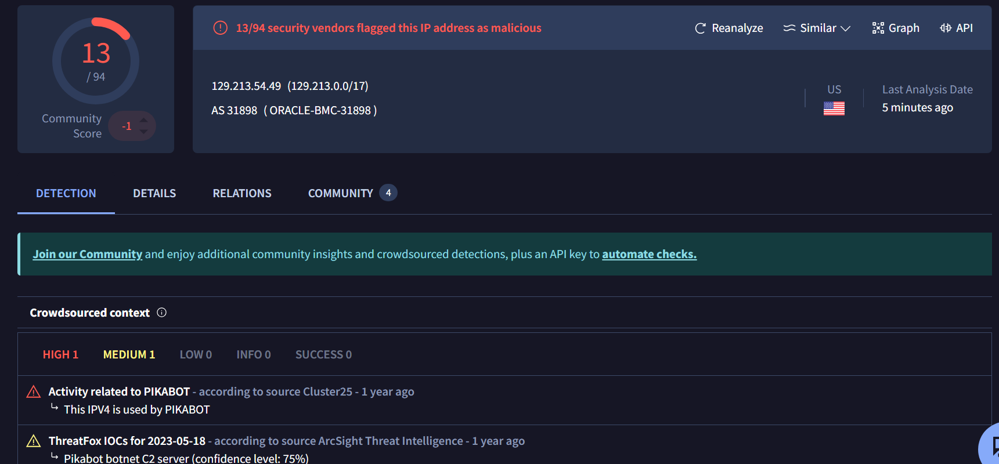 13
/ 94
Community
Score
-1
13/94 security vendors flagged this IP address as malicious
Reanalyze
Similar
Graph
API
129.213.54.49 (129.213.0.0/17)
AS 31898 ( ORACLE-BMC-31898 )
US
Last Analysis Date
5 minutes ago
DETECTION
DETAILS
RELATIONS
COMMUNITY 4
Join our Community and enjoy additional community insights and crowdsourced detections, plus an API key to automate checks.
Crowdsourced context
HIGH 1
MEDIUM 1
LOW 0
INFO 0
SUCCESS 0
Activity related to PIKABOT - according to source Cluster25 - 1 year ago
This IPV4 is used by PIKABOT
ThreatFox IOCs for 2023-05-18 - according to source ArcSight Threat Intelligence - 1 year ago
Pikabot botnet C2 server (confidence level: 75%)